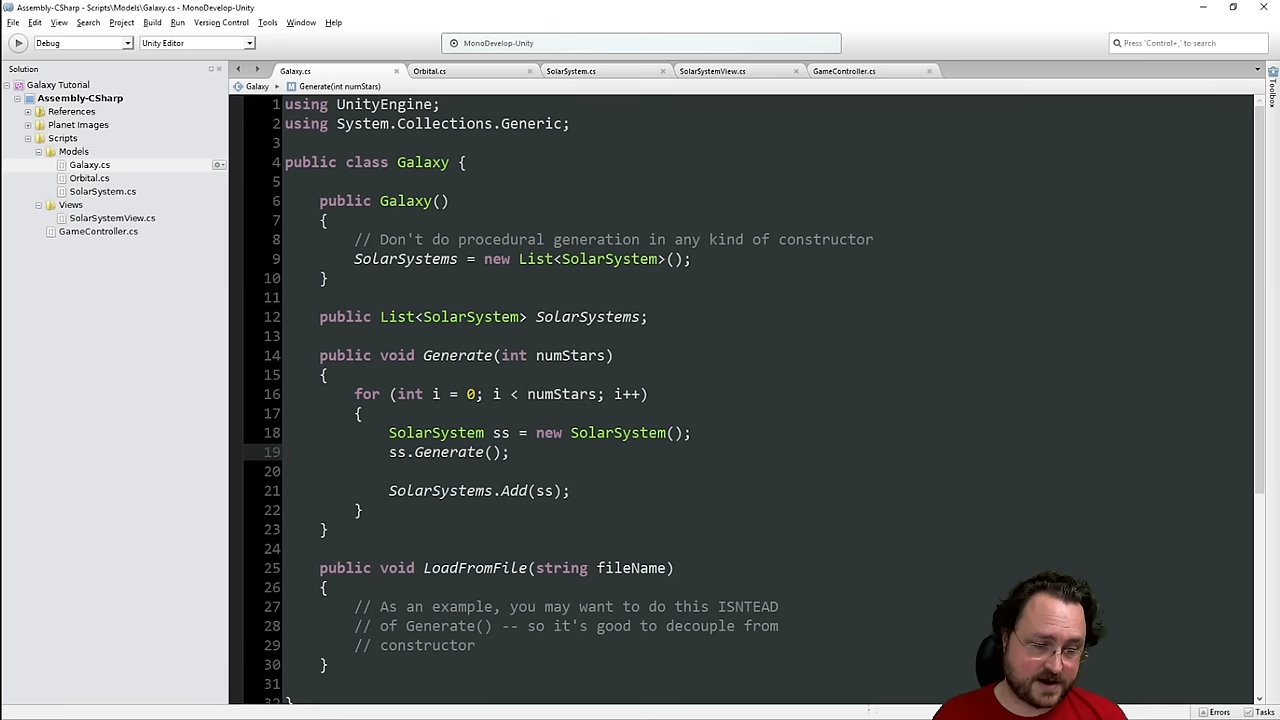 Assembly-CSharp - Scripts\Models\Galaxy.cs - MonoDevelop-Unity
File Edit View Search Project Build Run Version Control Tools Window Help
Debug Unity Editor MonoDevelop-Unity Press 'Control+,' to search
Solution
Galaxy Tutorial
Assembly-CSharp
References
Planet Images
Scripts
Models
Galaxy.cs
Orbital.cs
SolarSystem.cs
Views
SolarSystemView.cs
GameController.cs
Galaxy.cs Orbital.cs SolarSystem.cs SolarSystemView.cs GameController.cs
Galaxy Generate(int numStars)
1 using UnityEngine;
2 using System.Collections.Generic;
3
4 public class Galaxy {
5
6 public Galaxy()
7 {
8 // Don't do procedural generation in any kind of constructor
9 SolarSystems = new List<SolarSystem>();
10 }
11
12 public List<SolarSystem> SolarSystems;
13
14 public void Generate(int numStars)
15 {
16 for (int i = 0; i < numStars; i++)
17 {
18 SolarSystem ss = new SolarSystem();
19 ss.Generate();
20
21 SolarSystems.Add(ss);
22 }
23 }
24
25 public void LoadFromFile(string fileName)
26 {
27 // As an example, you may want to do this ISNTEAD
28 // of Generate() -- so it's good to decouple from
29 // constructor
30 }
31
32 }
Toolbox
Errors Tasks